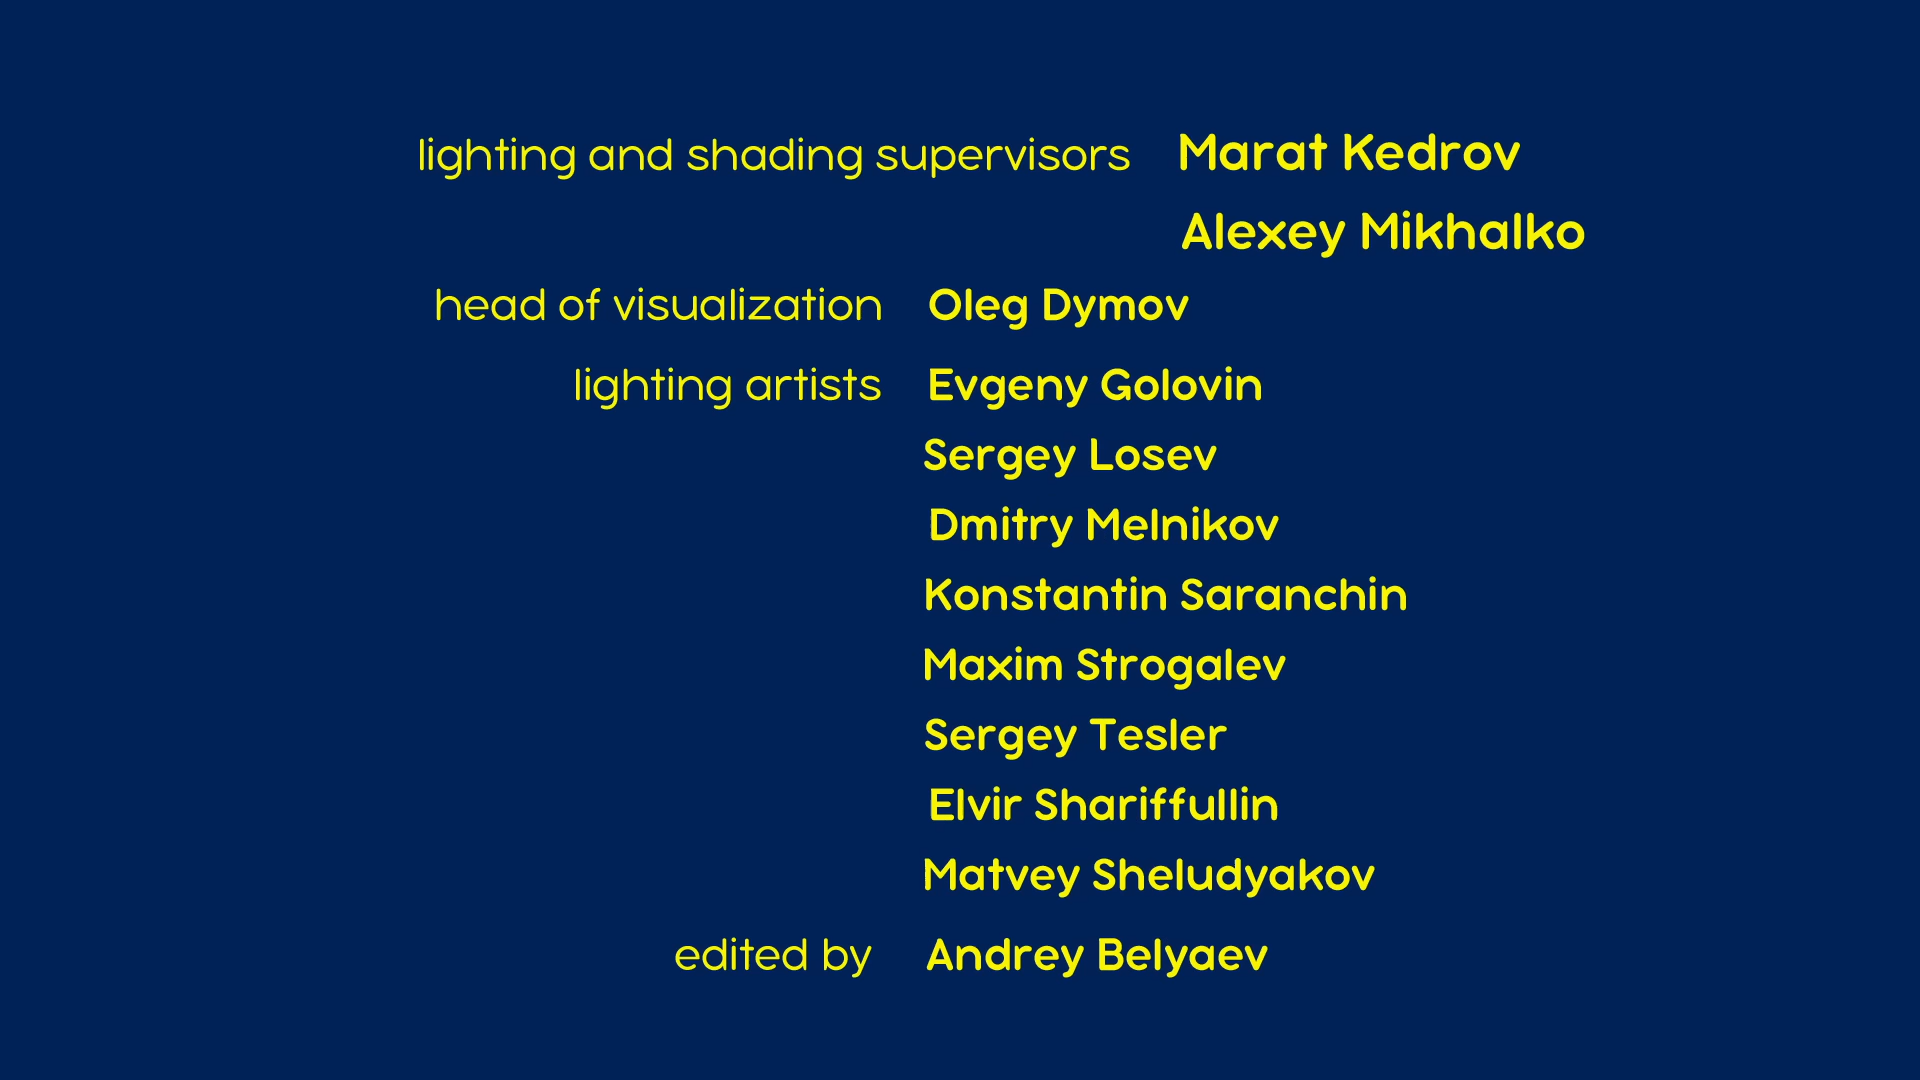 lighting and shading supervisors Marat Kedrov
Alexey Mikhalko
head of visualization Oleg Dymov
lighting artists Evgeny Golovin
Sergey Losev
Dmitry Melnikov
Konstantin Saranchin
Maxim Strogalev
Sergey Tesler
Elvir Shariffullin
Matvey Sheludyakov
edited by Andrey Belyaev